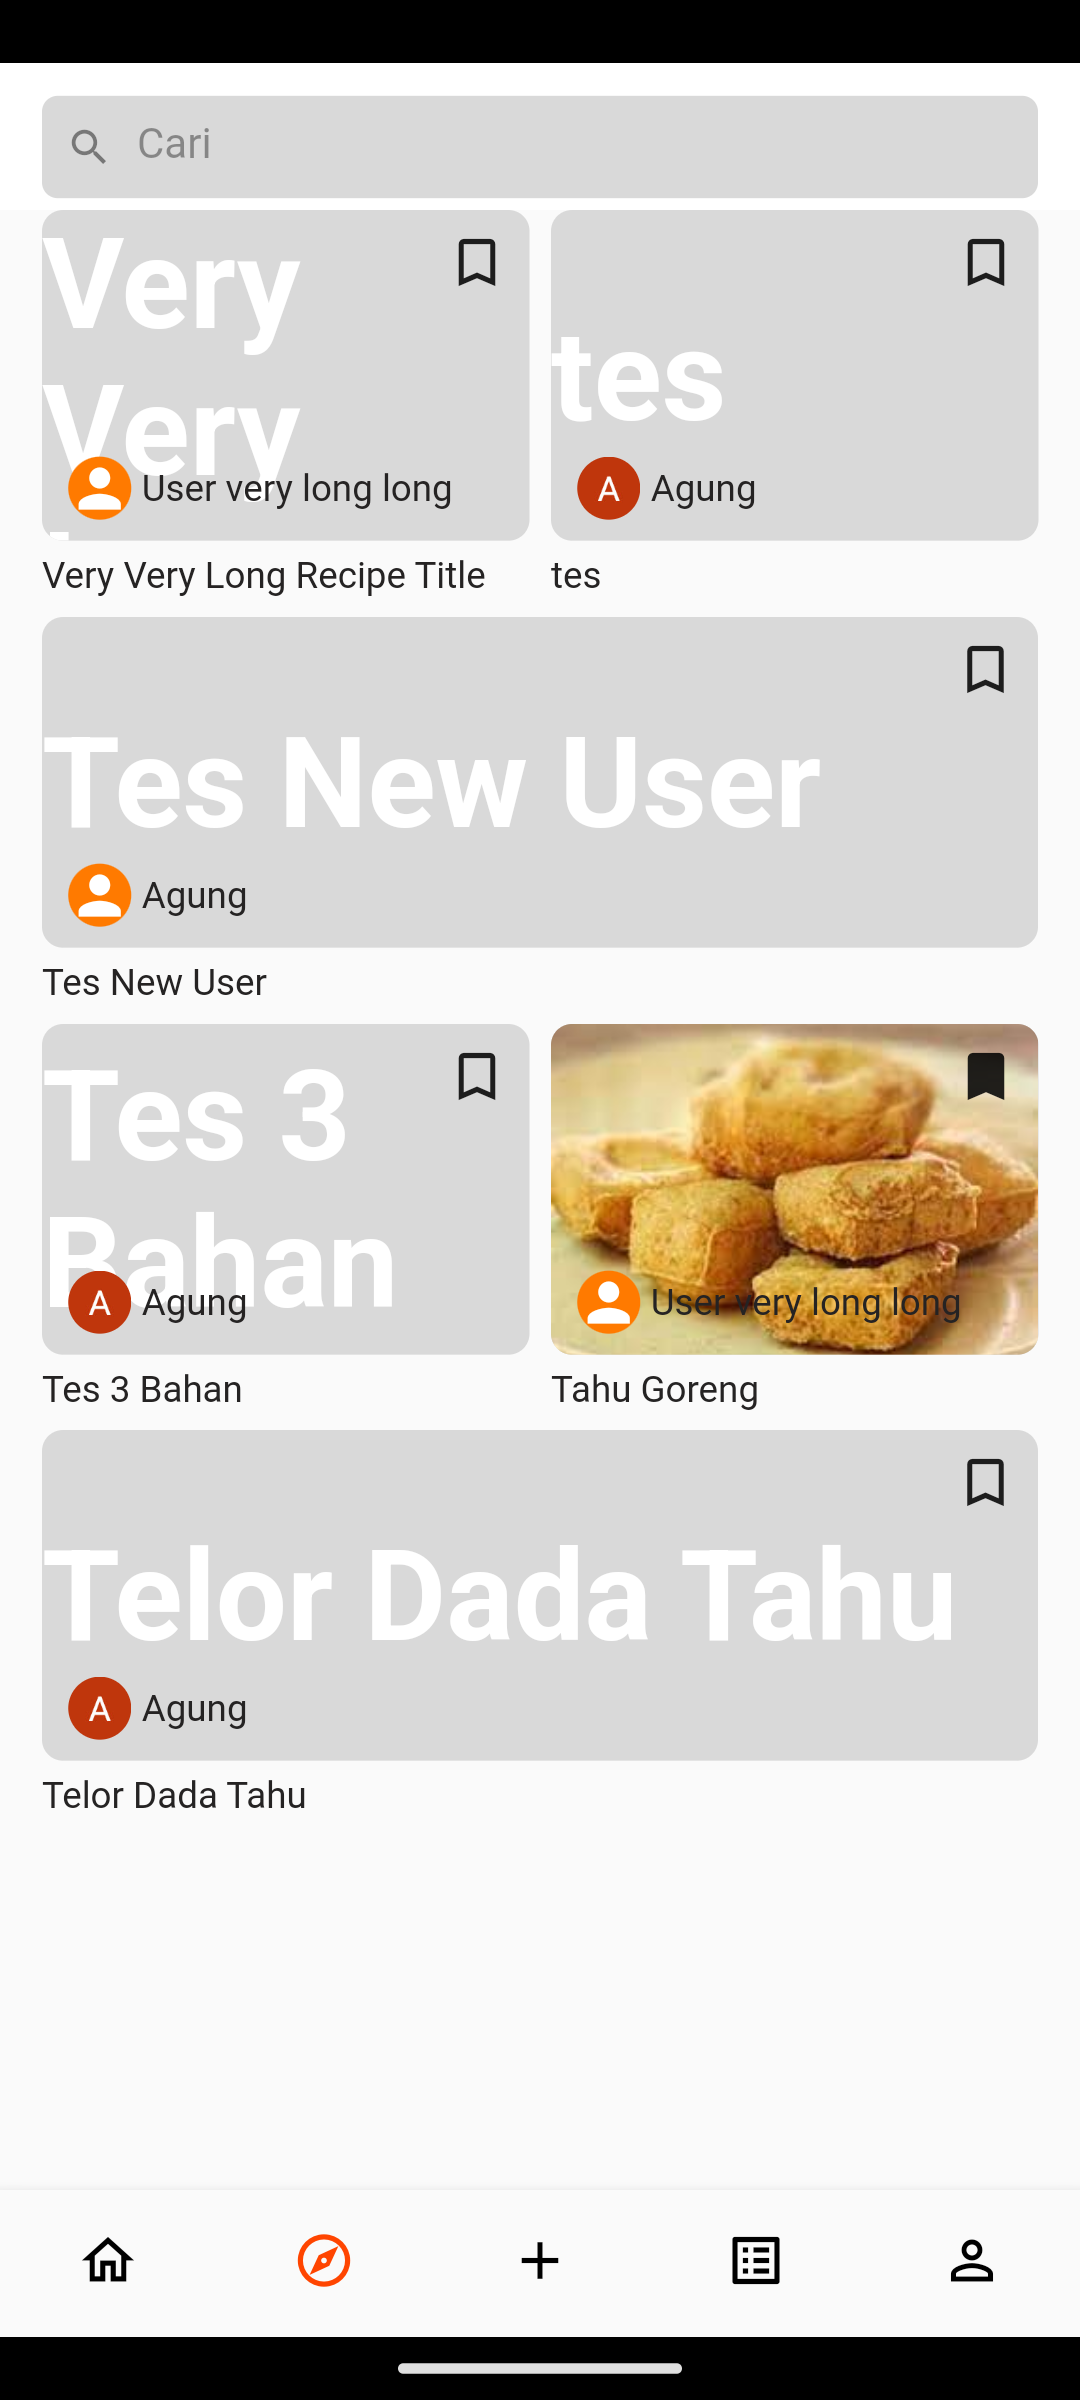 Cari
Very
Very
User very long long
Very Very Long Recipe Title
tes
A Agung
tes
Tes New User
Agung
Tes New User
Tes 3
Bahan
A Agung
Tes 3 Bahan
User very long long
Tahu Goreng
Telor Dada Tahu
A Agung
Telor Dada Tahu